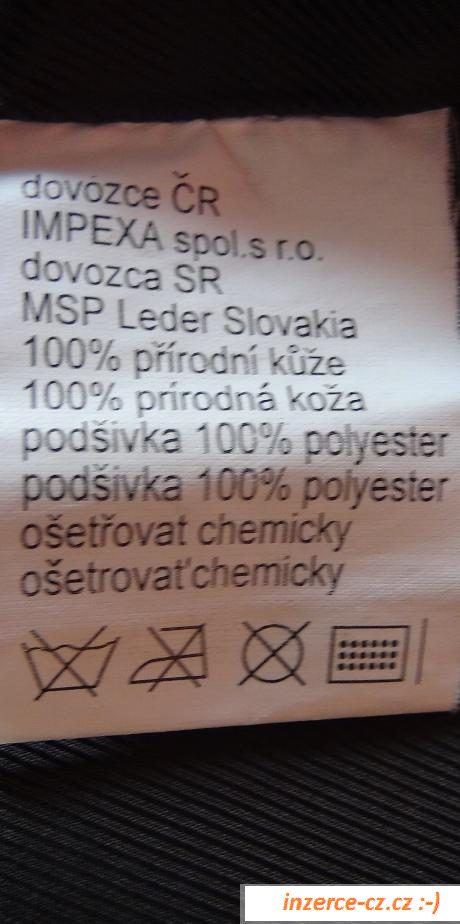 dovozce ČR
IMPEXA spol.s r.o.
dovozca SR
MSP Leder Slovakia
100% přírodní kůže
100% prírodná koža
podšivka 100% polyester
podšivka 100% polyester
ošetřovat chemicky
ošetrovať chemicky
inzerce-cz.cz :-)